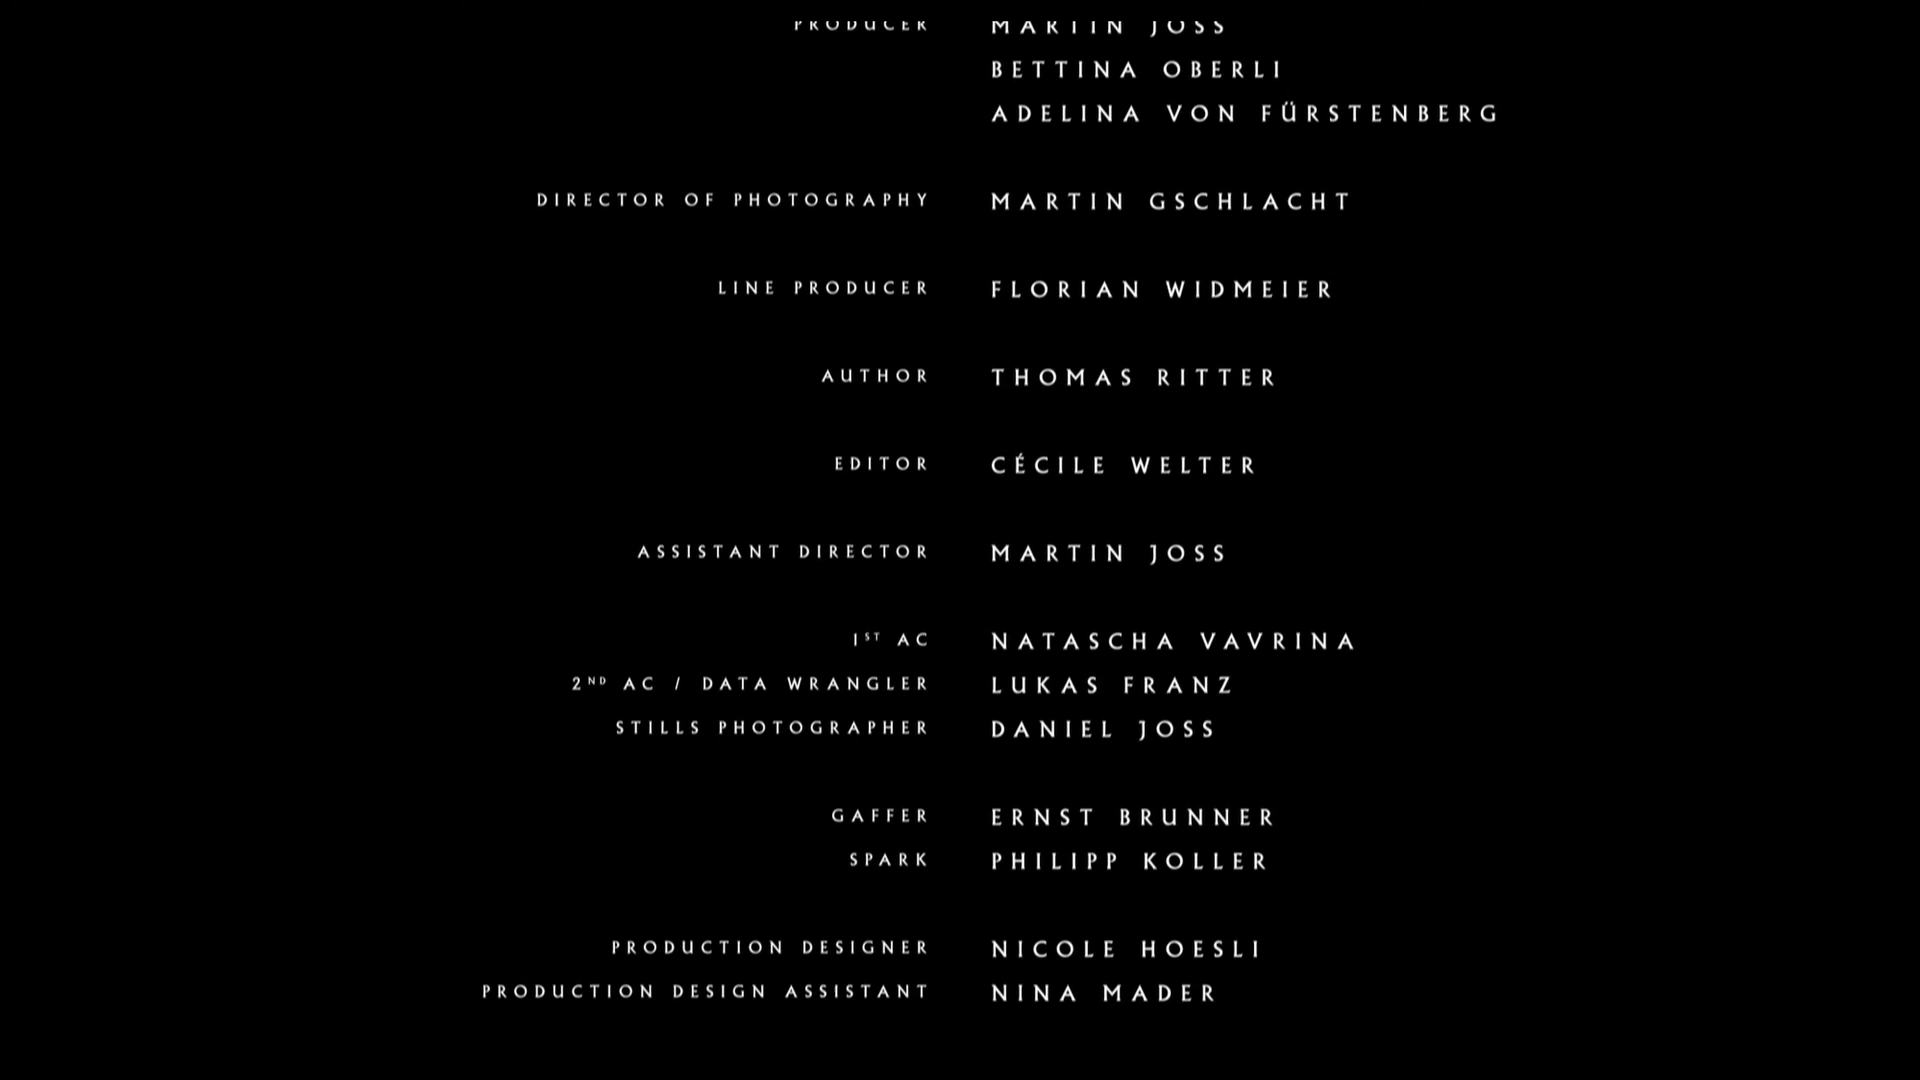 PRODUCER MARTIN JOSS
BETTINA OBERLI
ADELINA VON FÜRSTENBERG
DIRECTOR OF PHOTOGRAPHY MARTIN GSCHLACHT
LINE PRODUCER FLORIAN WIDMEIER
AUTHOR THOMAS RITTER
EDITOR CÉCILE WELTER
ASSISTANT DIRECTOR MARTIN JOSS
1ST AC NATASCHA VAVRINA
2ND AC / DATA WRANGLER LUKAS FRANZ
STILLS PHOTOGRAPHER DANIEL JOSS
GAFFER ERNST BRUNNER
SPARK PHILIPP KOLLER
PRODUCTION DESIGNER NICOLE HOESLI
PRODUCTION DESIGN ASSISTANT NINA MADER